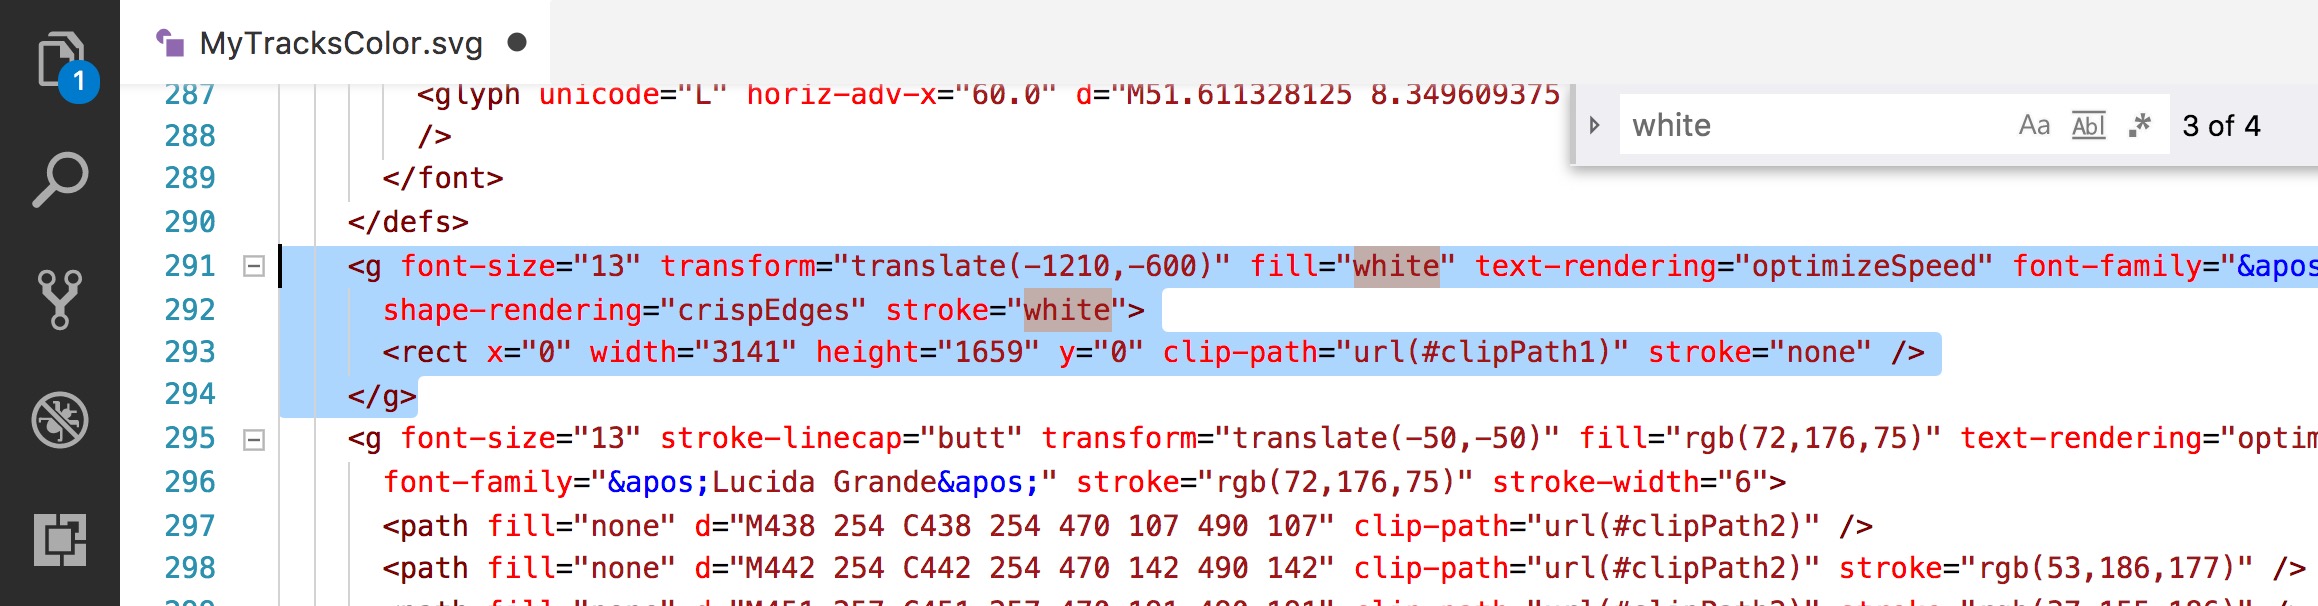 MyTracksColor.svg
1
white Aa Abl .* 3 of 4
287 <glyph unicode="L" horiz-adv-x="60.0" d="M51.611328125 8.349609375
288 />
289 </font>
290 </defs>
291 <g font-size="13" transform="translate(-1210,-600)" fill="white" text-rendering="optimizeSpeed" font-family="&apos
292 shape-rendering="crispEdges" stroke="white">
293 <rect x="0" width="3141" height="1659" y="0" clip-path="url(#clipPath1)" stroke="none" />
294 </g>
295 <g font-size="13" stroke-linecap="butt" transform="translate(-50,-50)" fill="rgb(72,176,75)" text-rendering="optim
296 font-family="&apos;Lucida Grande&apos;" stroke="rgb(72,176,75)" stroke-width="6">
297 <path fill="none" d="M438 254 C438 254 470 107 490 107" clip-path="url(#clipPath2)" />
298 <path fill="none" d="M442 254 C442 254 470 142 490 142" clip-path="url(#clipPath2)" stroke="rgb(53,186,177)" />